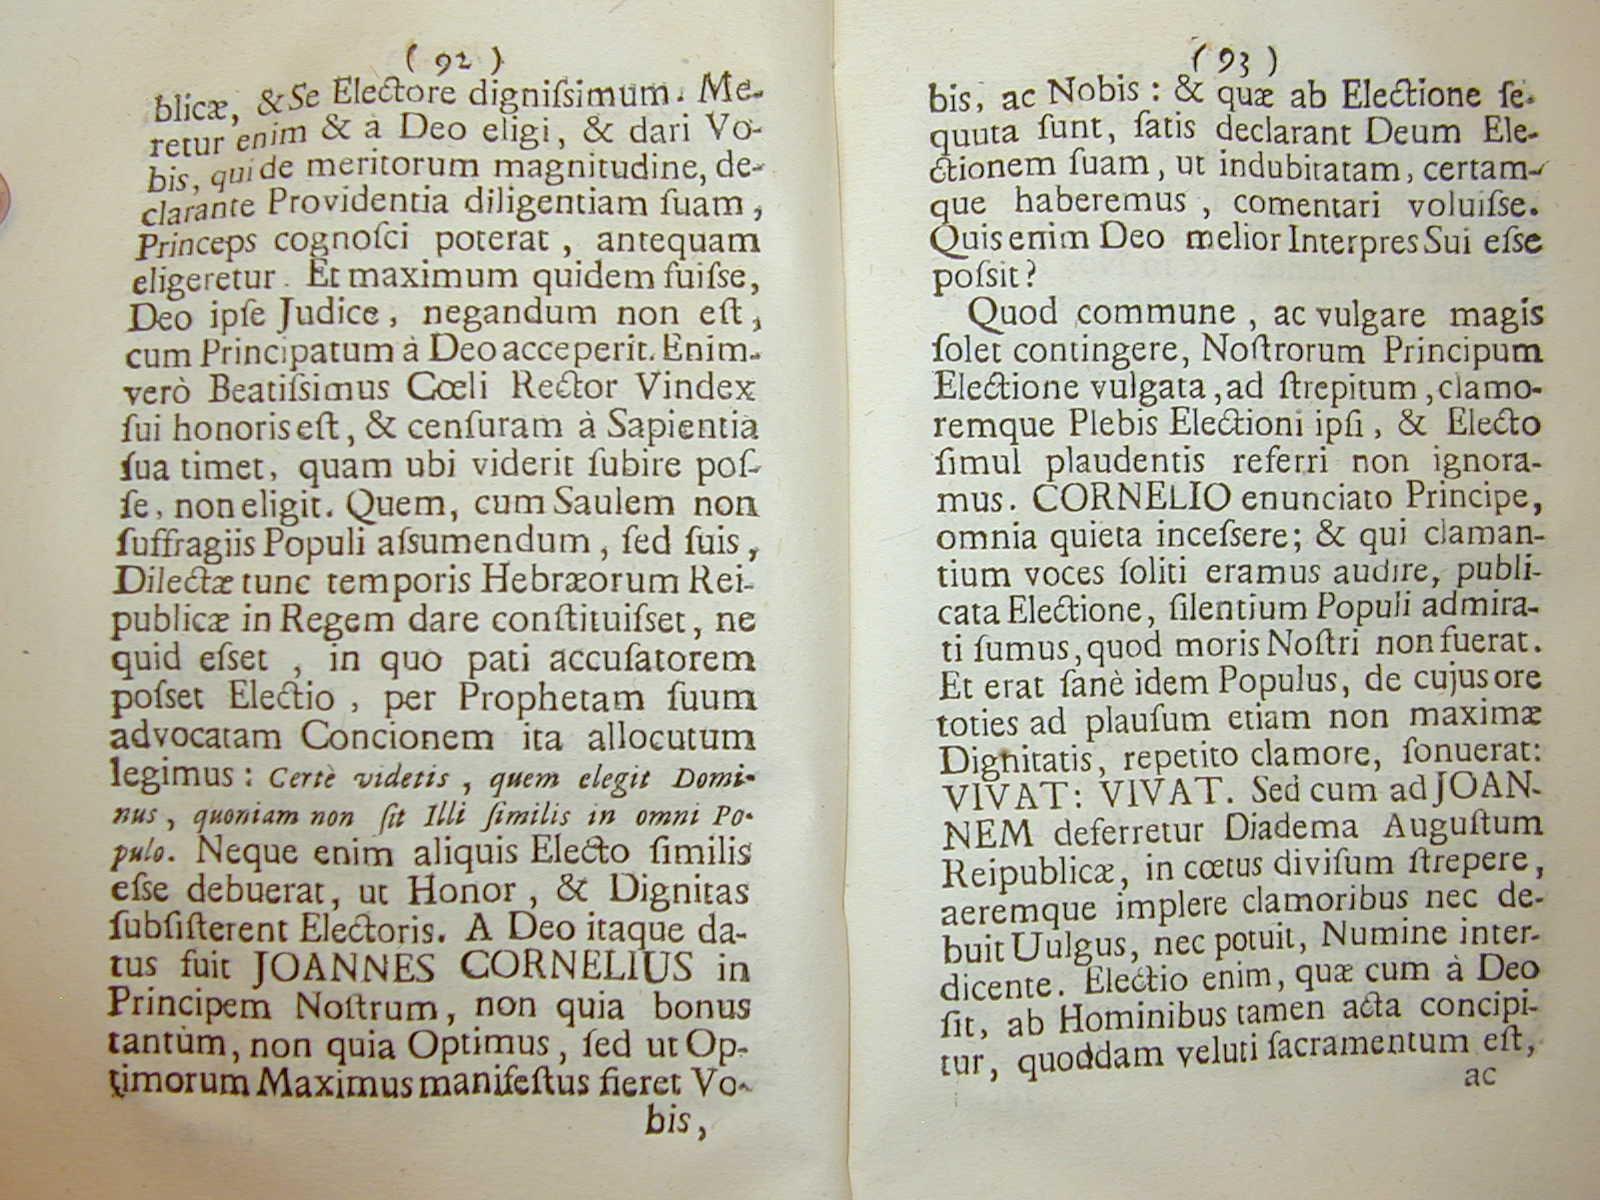 ( 92 )
blicæ, & Se Electore digniſsimum. Me-
retur enim & à Deo eligi, & dari Vo-
bis, qui de meritorum magnitudine, de-
clarante Providentia diligentiam ſuam,
Princeps cognoſci poterat, antequam
eligeretur. Et maximum quidem fuiſse,
Deo ipſe Judice, negandum non eſt,
cum Principatum à Deo acceperit. Enim-
verò Beatiſsimus Cœli Rector Vindex
ſui honoris eſt, & cenſuram à Sapientia
ſua timet, quam ubi viderit ſubire poſ-
ſe, non eligit. Quem, cum Saulem non
ſuffragiis Populi aſsumendum, ſed ſuis,
Dilectæ tunc temporis Hebræorum Rei-
publicæ in Regem dare conſtituiſset, ne
quid eſset, in quo pati accuſatorem
poſset Electio, per Prophetam ſuum
advocatam Concionem ita allocutum
legimus: Certè videtis, quem elegit Domi-
nus, quoniam non ſit Illi ſimilis in omni Po-
pulo. Neque enim aliquis Electo ſimilis
eſse debuerat, ut Honor, & Dignitas
ſubſiſterent Electoris. A Deo itaque da-
tus fuit JOANNES CORNELIUS in
Principem Noſtrum, non quia bonus
tantùm, non quia Optimus, ſed ut Op-
timorum Maximus manifeſtus fieret Vo-
bis,
( 93 )
bis, ac Nobis: & quæ ab Electione ſe-
quuta ſunt, ſatis declarant Deum Ele-
ctionem ſuam, ut indubitatam, certam-
que haberemus, comentari voluiſse.
Quis enim Deo melior Interpres Sui eſse
poſsit?
Quod commune, ac vulgare magis
ſolet contingere, Noſtrorum Principum
Electione vulgata, ad ſtrepitum, clamo-
remque Plebis Electioni ipſi, & Electo
ſimul plaudentis referri non ignora-
mus. CORNELIO enunciato Principe,
omnia quieta inceſsere; & qui claman-
tium voces ſoliti eramus audire, publi-
cata Electione, ſilentium Populi admira-
ti ſumus, quod moris Noſtri non fuerat.
Et erat ſanè idem Populus, de cujus ore
toties ad plauſum etiam non maximæ
Dignitatis, repetito clamore, ſonuerat:
VIVAT: VIVAT. Sed cum ad JOAN-
NEM deferretur Diadema Auguſtum
Reipublicæ, in cœtus diviſum ſtrepere,
aeremque implere clamoribus nec de-
buit Uulgus, nec potuit, Numine inter-
dicente. Electio enim, quæ cum à Deo
ſit, ab Hominibus tamen acta concipi-
tur, quoddam veluti ſacramentum eſt,
ac